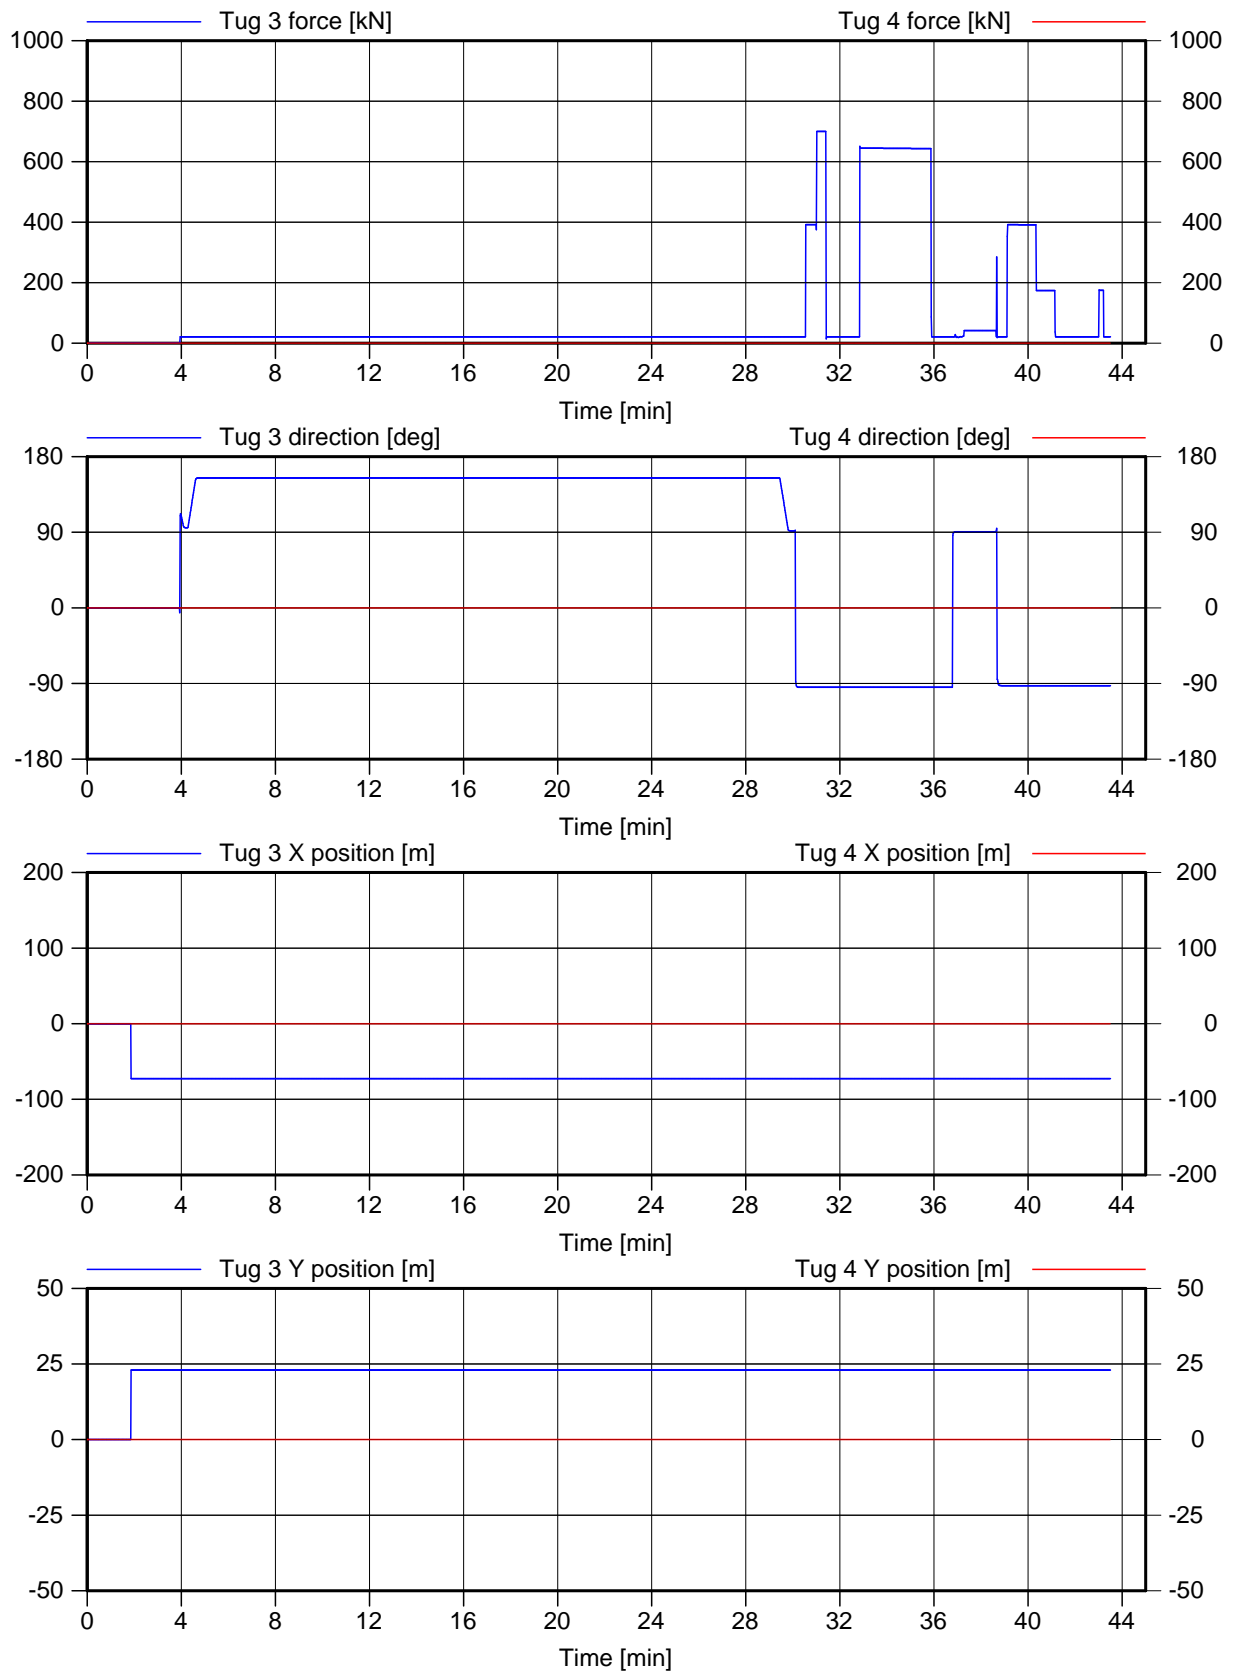 Tug 3 force [kN] Tug 4 force [kN]
1000 1000
800 800
600 600
400 400
200 200
0 0
0 4 8 12 16 20 24 28 32 36 40 44
Time [min]
Tug 3 direction [deg] Tug 4 direction [deg]
180 180
90 90
0 0
-90 -90
-180 -180
0 4 8 12 16 20 24 28 32 36 40 44
Time [min]
Tug 3 X position [m] Tug 4 X position [m]
200 200
100 100
0 0
-100 -100
-200 -200
0 4 8 12 16 20 24 28 32 36 40 44
Time [min]
Tug 3 Y position [m] Tug 4 Y position [m]
50 50
25 25
0 0
-25 -25
-50 -50
0 4 8 12 16 20 24 28 32 36 40 44
Time [min]